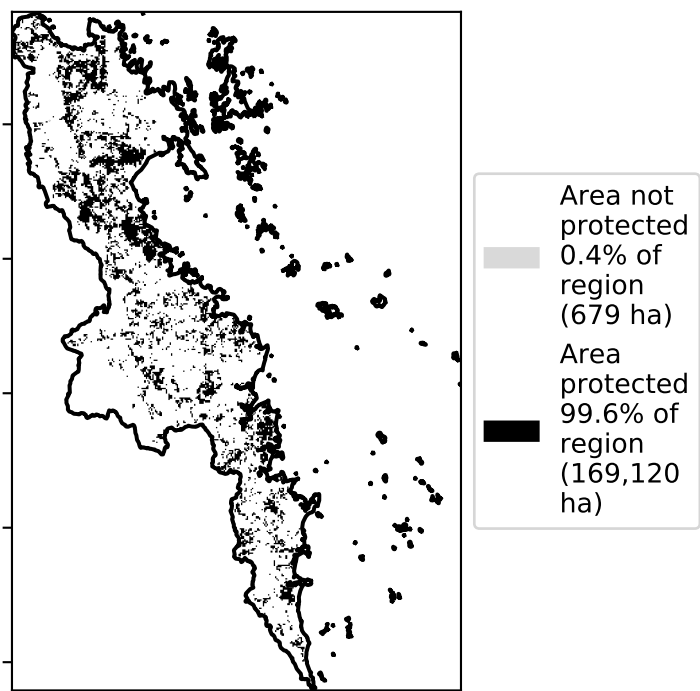 Area not
protected
0.4% of
region
(679 ha)
Area
protected
99.6% of
region
(169,120
ha)